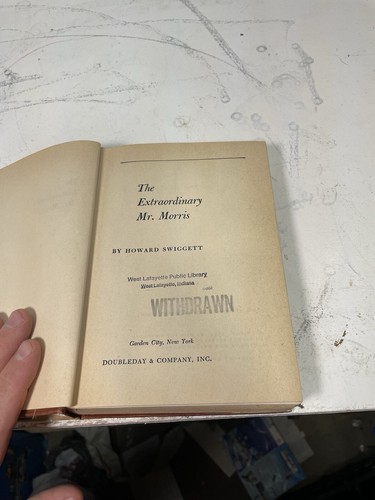 The
Extraordinary
Mr. Morris
BY HOWARD SWIGGETT
West Lafayette Public Library
West Lafayette, Indiana
WITHDRAWN
Garden City, New York
DOUBLEDAY & COMPANY, INC.